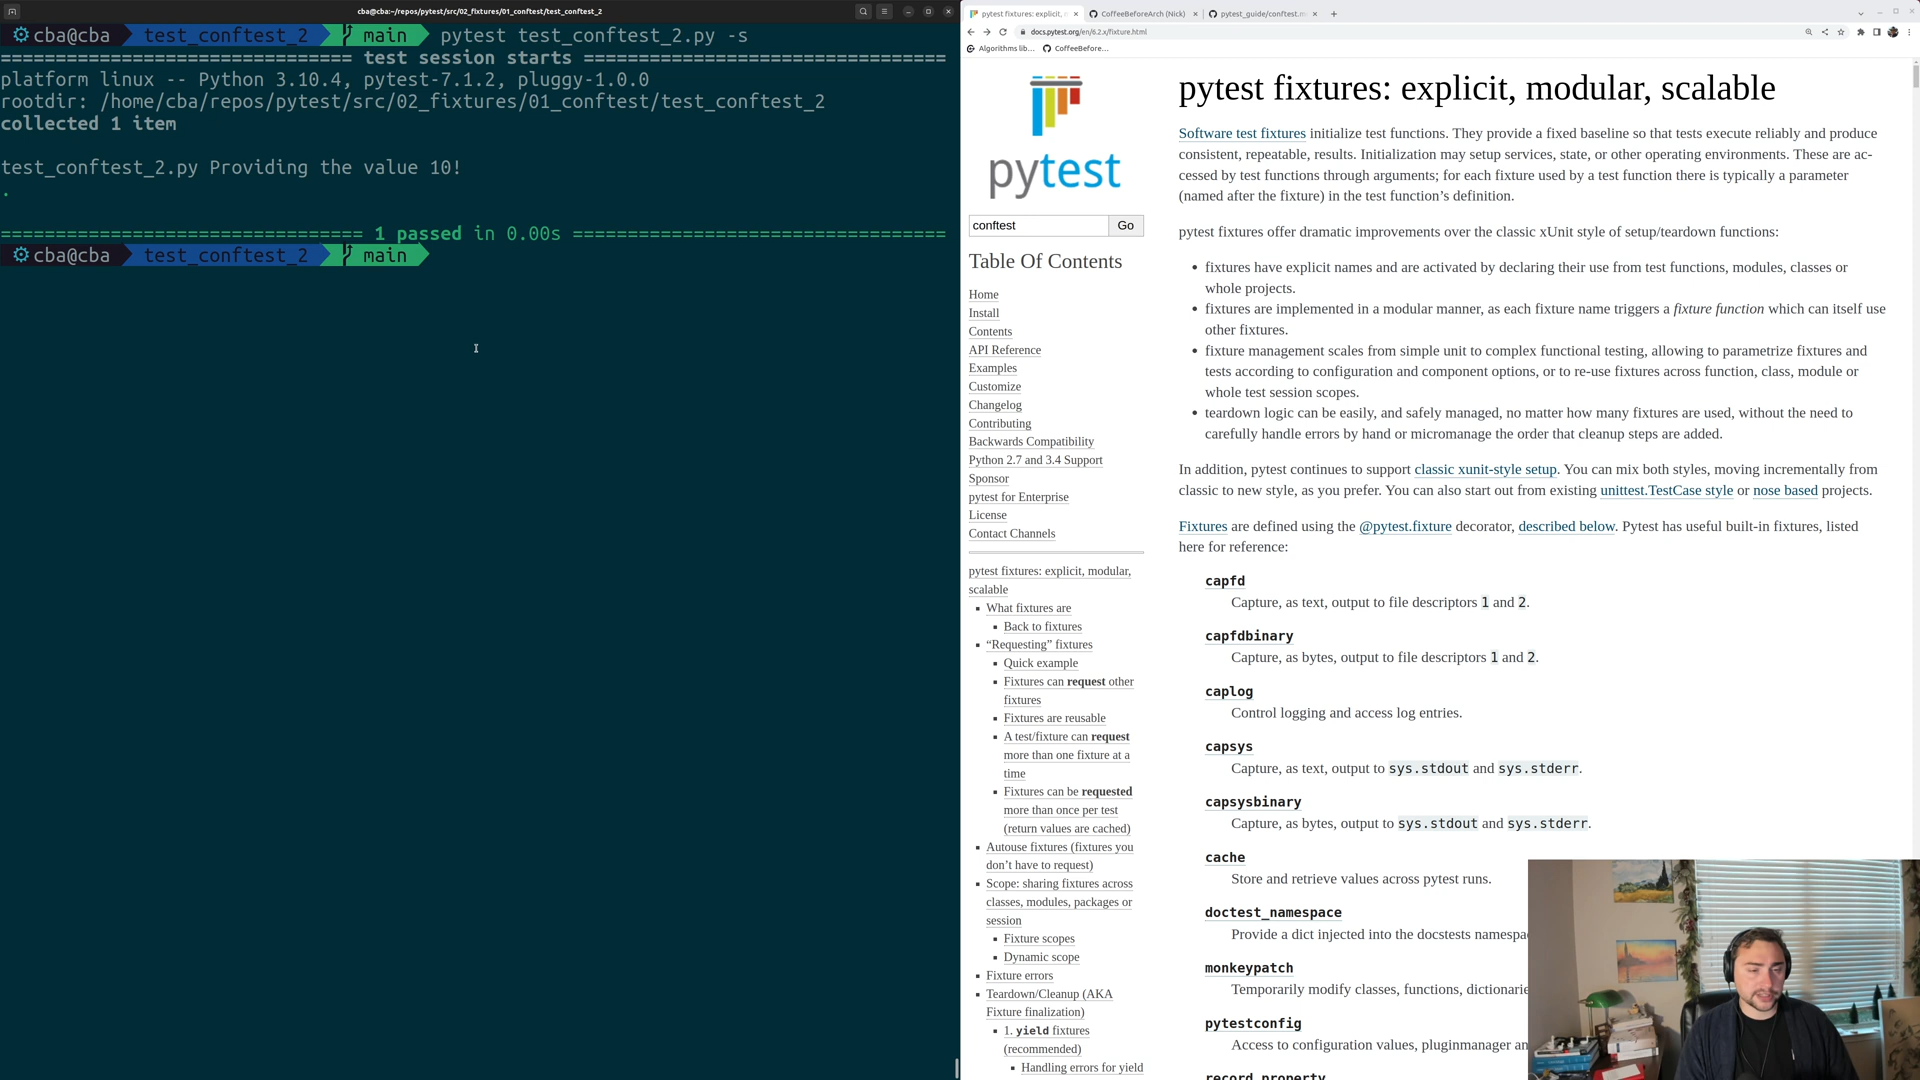 cba@cba:~/repos/pytest/src/02_fixtures/01_conftest/test_conftest_2
cba@cba test_conftest_2 main pytest test_conftest_2.py -s
================================ test session starts =================================
platform linux -- Python 3.10.4, pytest-7.1.2, pluggy-1.0.0
rootdir: /home/cba/repos/pytest/src/02_fixtures/01_conftest/test_conftest_2
collected 1 item
test_conftest_2.py Providing the value 10!
.
================================= 1 passed in 0.00s ==================================
cba@cba test_conftest_2 main
pytest fixtures: explicit, m
CoffeeBeforeArch (Nick)
pytest_guide/conftest.m
docs.pytest.org/en/6.2.x/fixture.html
Algorithms lib...
CoffeeBefore...
pytest
conftest
Go
Table Of Contents
Home
Install
Contents
API Reference
Examples
Customize
Changelog
Contributing
Backwards Compatibility
Python 2.7 and 3.4 Support
Sponsor
pytest for Enterprise
License
Contact Channels
pytest fixtures: explicit, modular,
scalable
What fixtures are
Back to fixtures
“Requesting” fixtures
Quick example
Fixtures can request other
fixtures
Fixtures are reusable
A test/fixture can request
more than one fixture at a
time
Fixtures can be requested
more than once per test
(return values are cached)
Autouse fixtures (fixtures you
don’t have to request)
Scope: sharing fixtures across
classes, modules, packages or
session
Fixture scopes
Dynamic scope
Fixture errors
Teardown/Cleanup (AKA
Fixture finalization)
1. yield fixtures
(recommended)
Handling errors for yield
pytest fixtures: explicit, modular, scalable
Software test fixtures initialize test functions. They provide a fixed baseline so that tests execute reliably and produce
consistent, repeatable, results. Initialization may setup services, state, or other operating environments. These are ac-
cessed by test functions through arguments; for each fixture used by a test function there is typically a parameter
(named after the fixture) in the test function’s definition.
pytest fixtures offer dramatic improvements over the classic xUnit style of setup/teardown functions:
fixtures have explicit names and are activated by declaring their use from test functions, modules, classes or
whole projects.
fixtures are implemented in a modular manner, as each fixture name triggers a fixture function which can itself use
other fixtures.
fixture management scales from simple unit to complex functional testing, allowing to parametrize fixtures and
tests according to configuration and component options, or to re-use fixtures across function, class, module or
whole test session scopes.
teardown logic can be easily, and safely managed, no matter how many fixtures are used, without the need to
carefully handle errors by hand or micromanage the order that cleanup steps are added.
In addition, pytest continues to support classic xunit-style setup. You can mix both styles, moving incrementally from
classic to new style, as you prefer. You can also start out from existing unittest.TestCase style or nose based projects.
Fixtures are defined using the @pytest.fixture decorator, described below. Pytest has useful built-in fixtures, listed
here for reference:
capfd
Capture, as text, output to file descriptors 1 and 2.
capfdbinary
Capture, as bytes, output to file descriptors 1 and 2.
caplog
Control logging and access log entries.
capsys
Capture, as text, output to sys.stdout and sys.stderr.
capsysbinary
Capture, as bytes, output to sys.stdout and sys.stderr.
cache
Store and retrieve values across pytest runs.
doctest_namespace
Provide a dict injected into the docstests namespa
monkeypatch
Temporarily modify classes, functions, dictionarie
pytestconfig
Access to configuration values, pluginmanager an
record_property